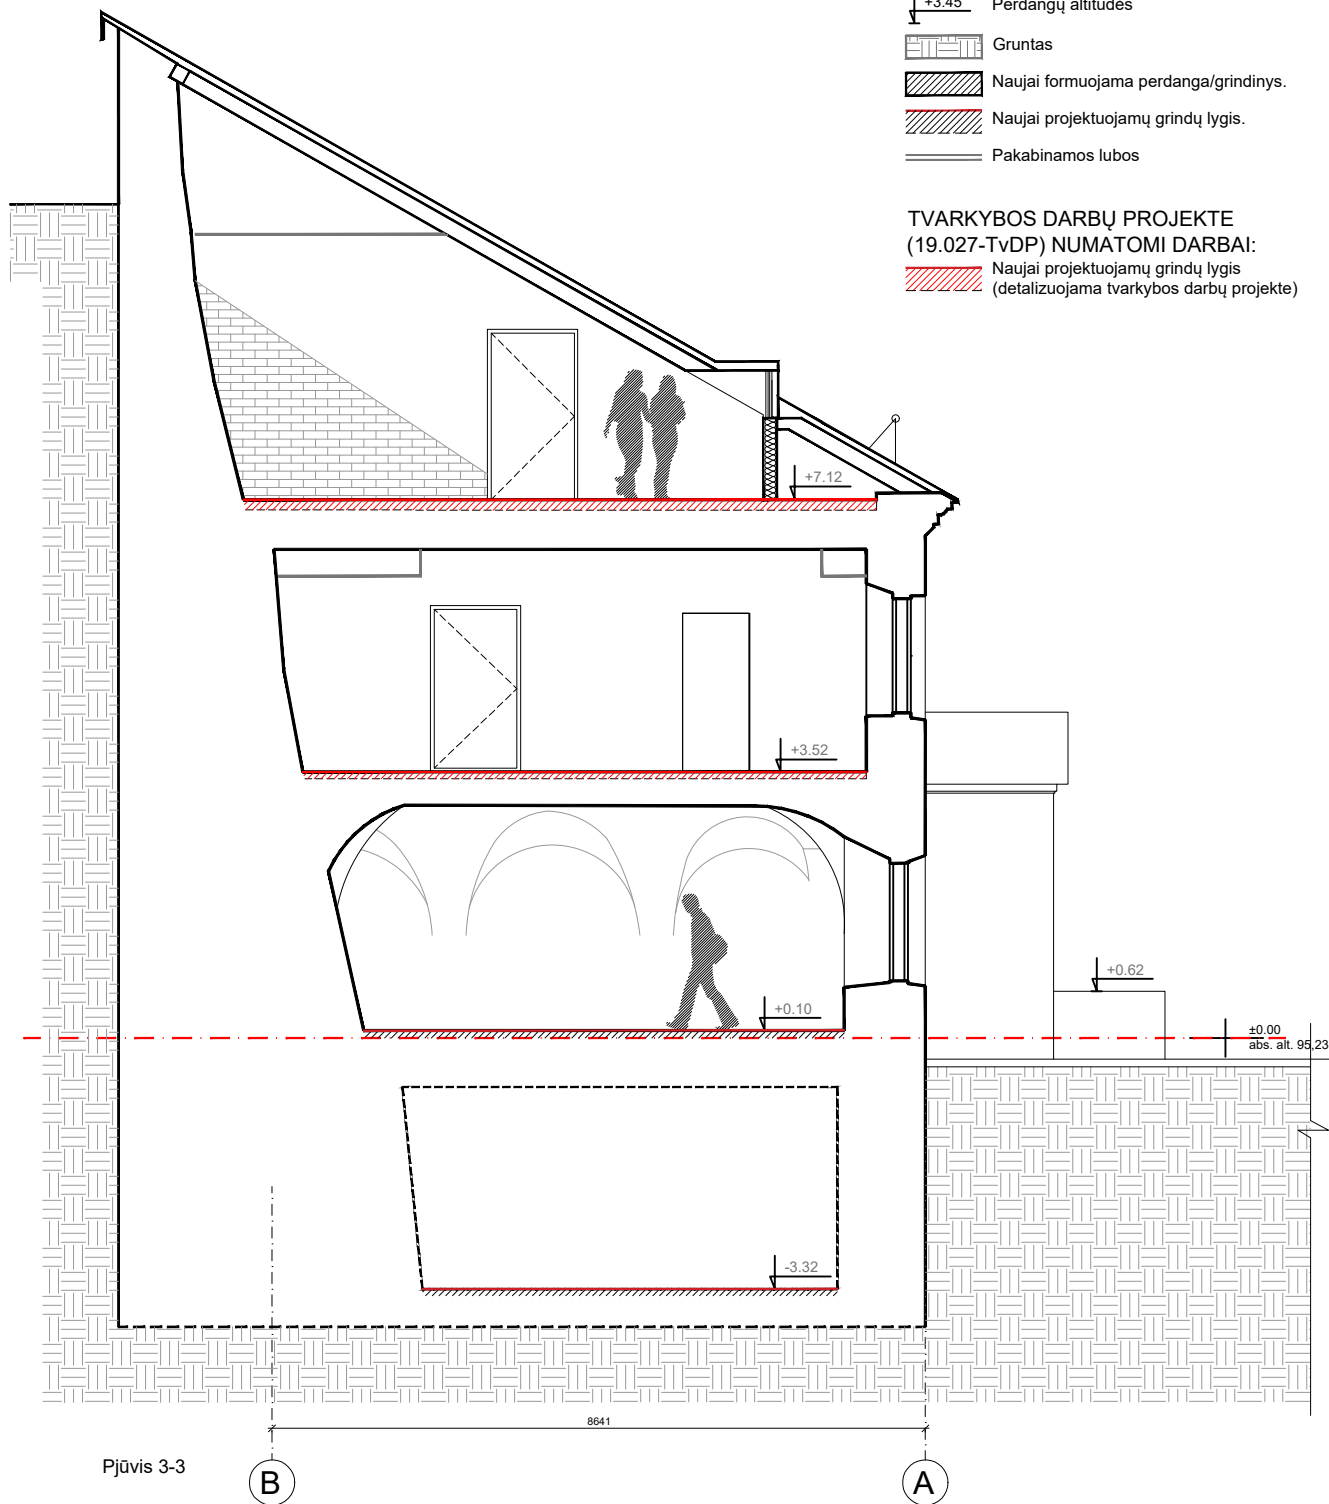 +3.45 Perdangų altitudės
Gruntas
Naujai formuojama perdanga/grindinys.
Naujai projektuojamų grindų lygis.
Pakabinamos lubos
TVARKYBOS DARBŲ PROJEKTE
(19.027-TvDP) NUMATOMI DARBAI:
Naujai projektuojamų grindų lygis
(detalizuojama tvarkybos darbų projekte)
+7.12
+3.52
+0.62
+0.10
±0.00
abs. alt. 95,23
-3.32
8641
Pjūvis 3-3
B
A